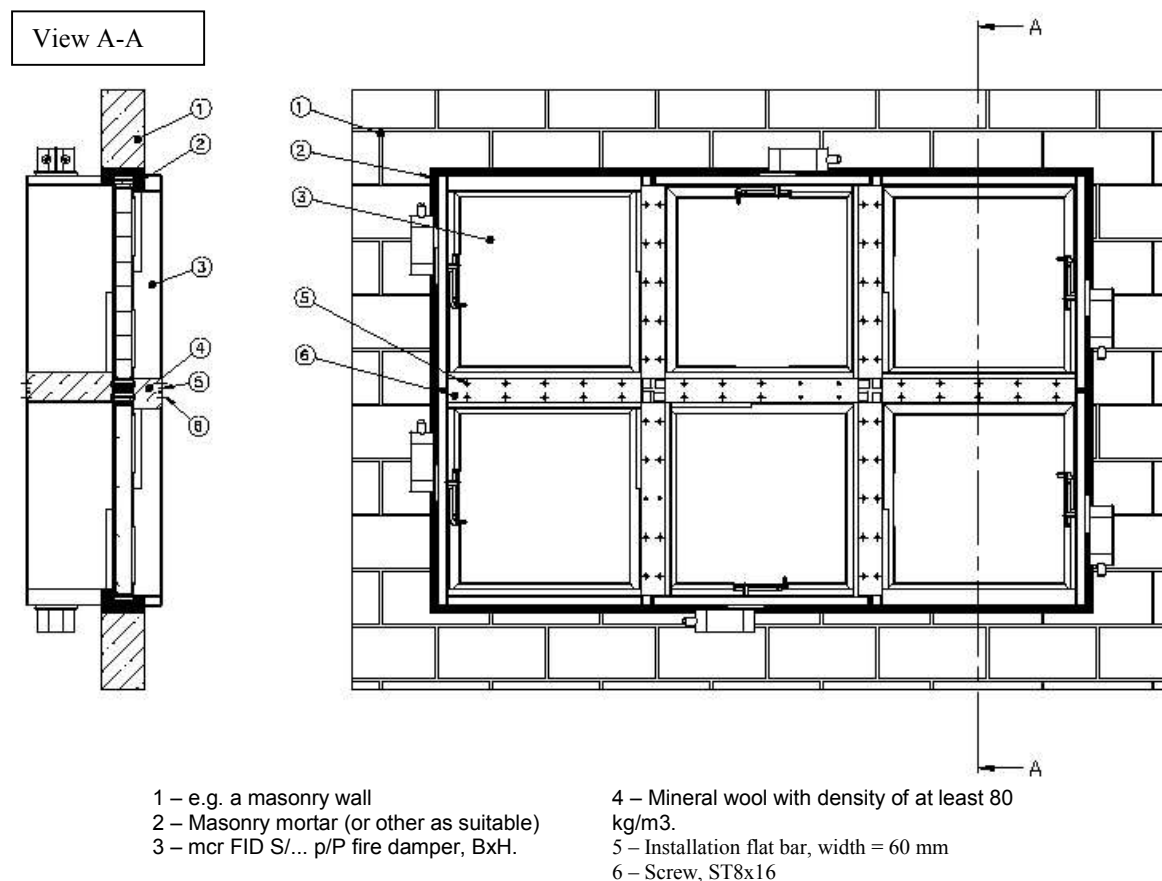 View A-A
A
1
2
3
4
5
6
1
2
3
5
6
A
1 – e.g. a masonry wall
2 – Masonry mortar (or other as suitable)
3 – mcr FID S/... p/P fire damper, BxH.
4 – Mineral wool with density of at least 80
kg/m3.
5 – Installation flat bar, width = 60 mm
6 – Screw, ST8x16